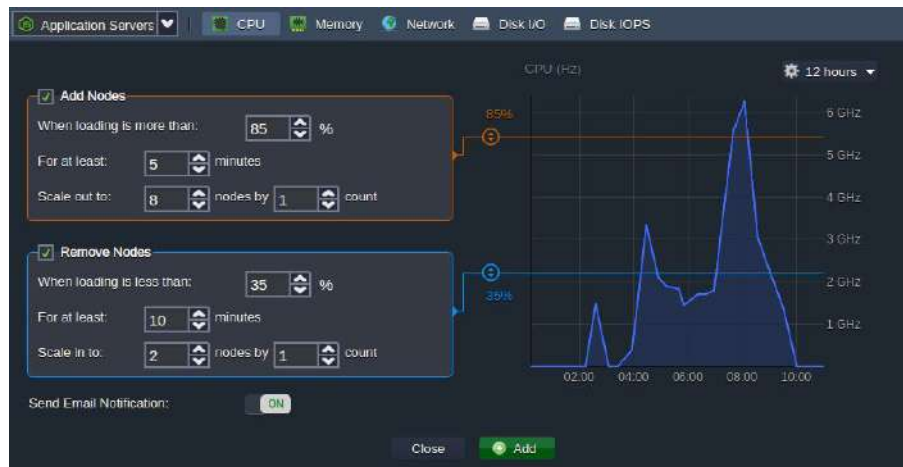 Application Servers CPU Memory Network Disk I/O Disk IOPS
CPU (Hz) 12 hours
Add Nodes
When loading is more than: 85 %
For at least: 5 minutes
Scale out to: 8 nodes by 1 count
Remove Nodes
When loading is less than: 35 %
For at least: 10 minutes
Scale in to: 2 nodes by 1 count
Send Email Notification: ON
85%
35%
6 GHz
5 GHz
4 GHz
3 GHz
2 GHz
1 GHz
02:00 04:00 06:00 08:00 10:00
Close Add